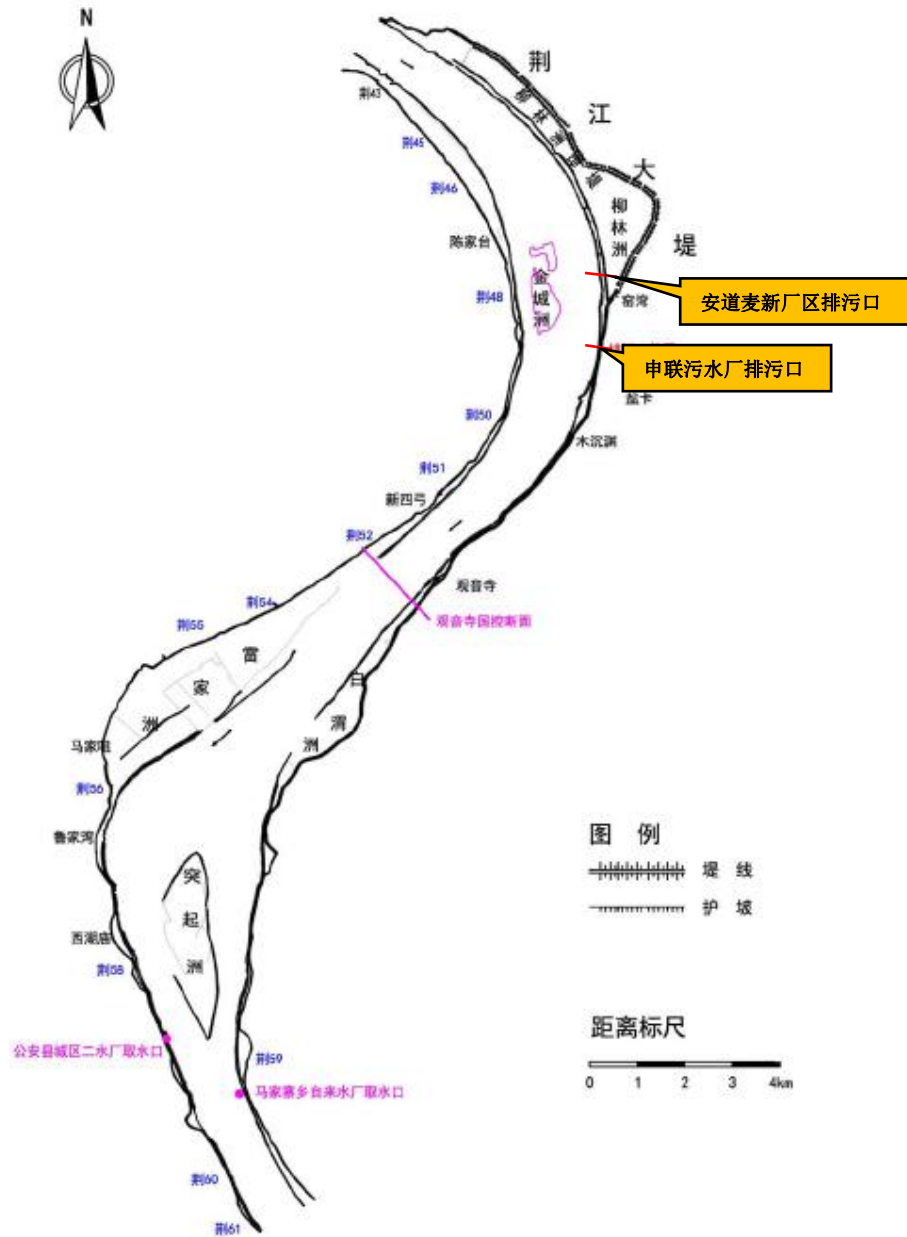 N
荆
江
大
堤
荆43
柳林洲围堤
荆45
荆46
柳林洲
陈家台
金城洲
荆48
安道麦新厂区排污口
窑湾
申联污水厂排污口
盐卡
荆50
木沉渊
荆51
新四弓
荆52
观音寺
荆54
观音寺国控断面
荆55
雷家洲
白渭洲
荆56
鲁家湾
图 例
堤 线
突起洲
护 坡
西湖庙
荆58
距离标尺
公安县城区二水厂取水口
荆59
0 1 2 3 4km
马家寨乡自来水厂取水口
荆60
荆61